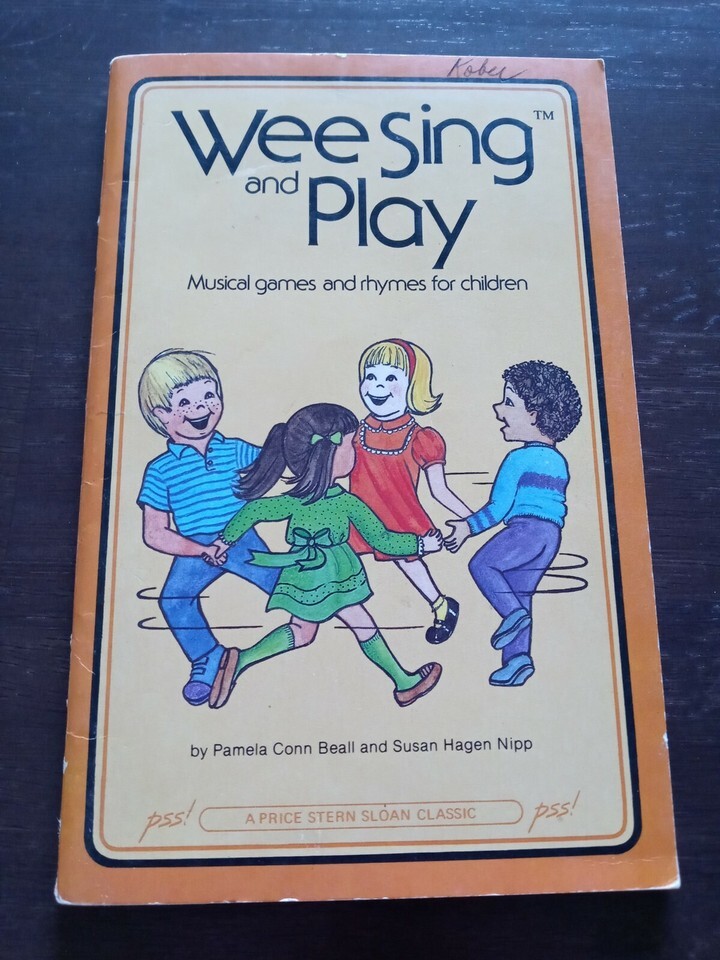 Kober
Wee Sing™
and Play
Musical games and rhymes for children
by Pamela Conn Beall and Susan Hagen Nipp
pss! A PRICE STERN SLOAN CLASSIC pss!